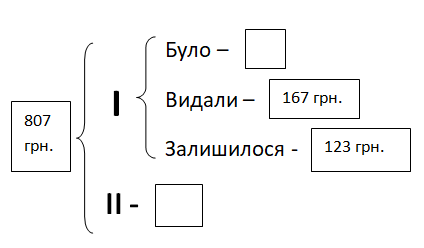 Було –
I
Видали – 167 грн.
807
грн.
Залишилося - 123 грн.
II -